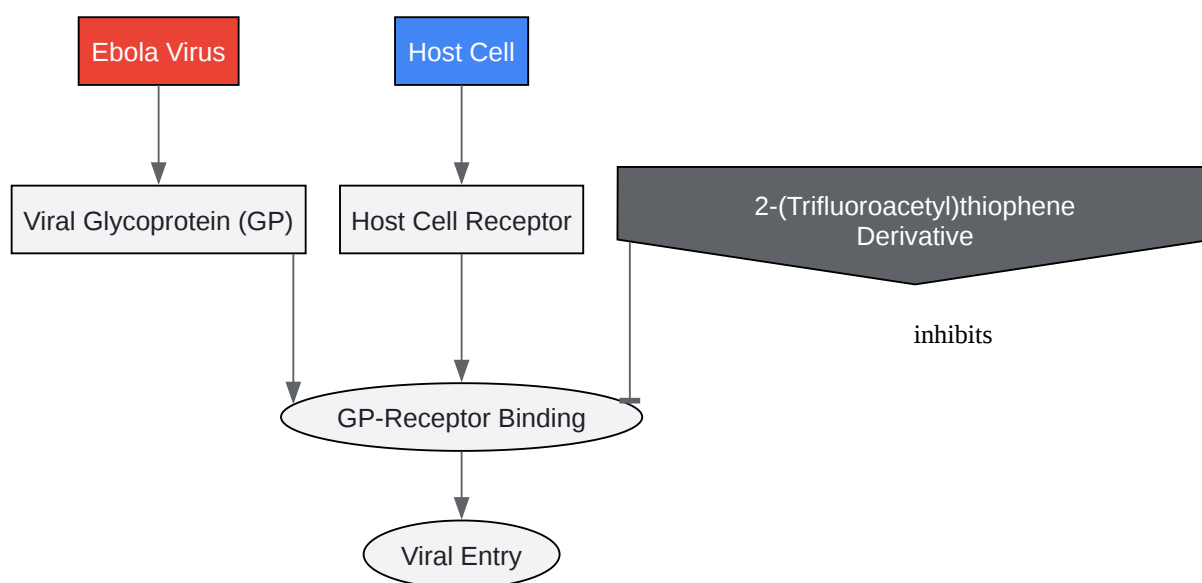 Ebola Virus
Host Cell
Viral Glycoprotein (GP)
Host Cell Receptor
2-(Trifluoroacetyl)thiophene
Derivative
inhibits
GP-Receptor Binding
Viral Entry